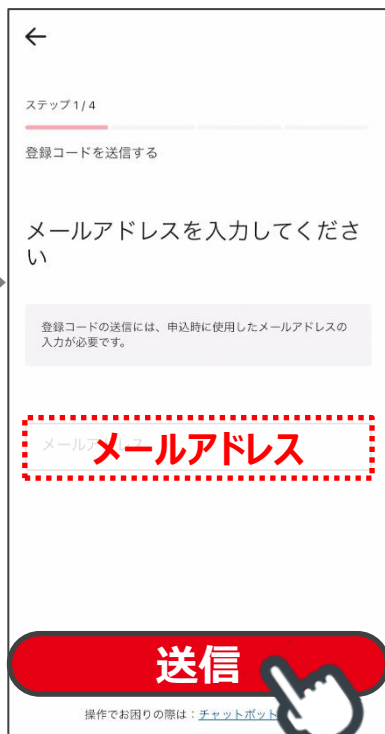 ステップ 1 / 4
登録コードを送信する
メールアドレスを入力してくださ
い
登録コードの送信には、申込時に使用したメールアドレスの
入力が必要です。
メールアドレス
送信
操作でお困りの際は：チャットボット